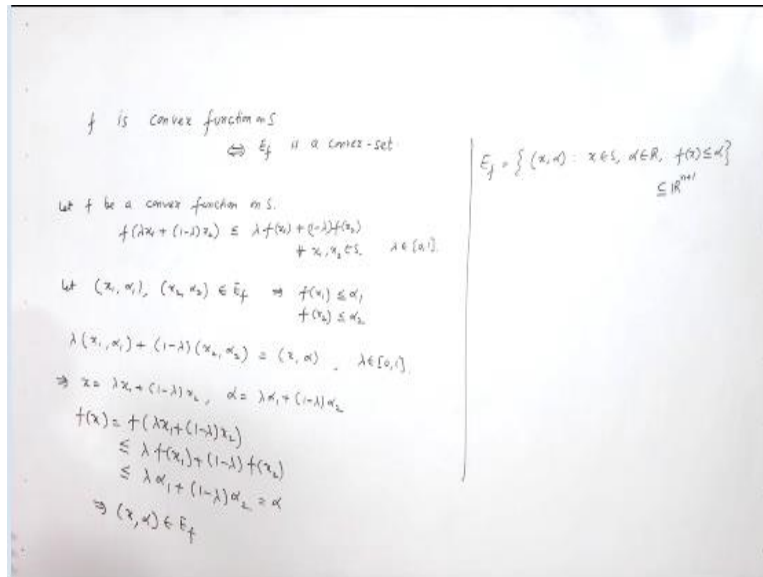 f is convex function on S
⇔ E_f is a convex-set.
Let f be a convex function on S.
f(λx₁ + (1-λ)x₂) ≤ λf(x₁) + (1-λ)f(x₂)
∀ x₁, x₂ ∈ S, λ ∈ [0,1].
Let (x₁, α₁), (x₂, α₂) ∈ E_f ⇒ f(x₁) ≤ α₁
f(x₂) ≤ α₂
λ(x₁, α₁) + (1-λ)(x₂, α₂) = (x, α), λ ∈ [0,1].
⇒ x = λx₁ + (1-λ)x₂, α = λα₁ + (1-λ)α₂
f(x) = f(λx₁ + (1-λ)x₂)
≤ λf(x₁) + (1-λ)f(x₂)
≤ λα₁ + (1-λ)α₂ = α
⇒ (x, α) ∈ E_f
E_f = {(x, α) : x ∈ S, α ∈ R, f(x) ≤ α}
⊆ ℝⁿ⁺¹